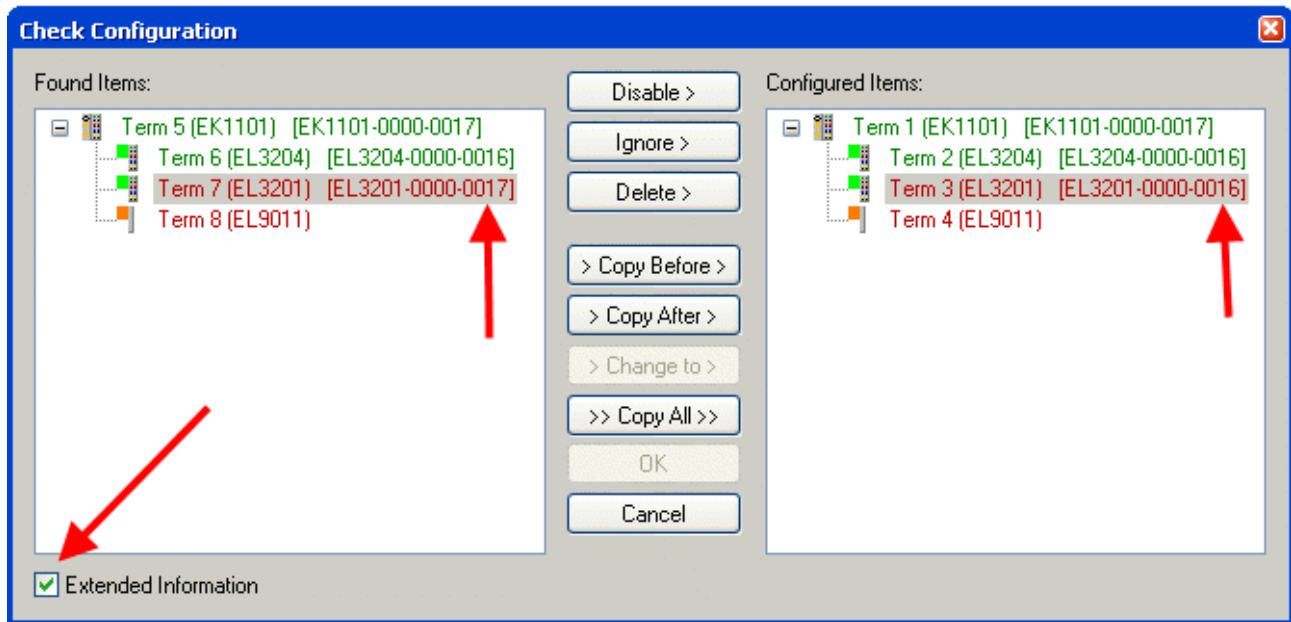 Check Configuration
Found Items:
Term 5 (EK1101) [EK1101-0000-0017]
Term 6 (EL3204) [EL3204-0000-0016]
Term 7 (EL3201) [EL3201-0000-0017]
Term 8 (EL9011)
Disable >
Ignore >
Delete >
> Copy Before >
> Copy After >
> Change to >
>> Copy All >>
OK
Cancel
Configured Items:
Term 1 (EK1101) [EK1101-0000-0017]
Term 2 (EL3204) [EL3204-0000-0016]
Term 3 (EL3201) [EL3201-0000-0016]
Term 4 (EL9011)
Extended Information